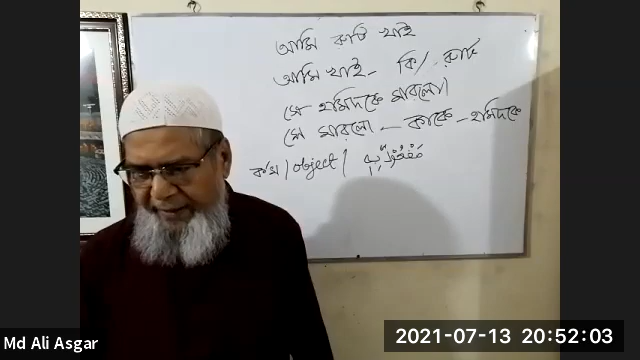 আমি রুটি খাই
আমি খাই- কি/ রুটি
সে হামিদকে মারলো।
সে মারলো - কাকে - হামিদকে
কর্ম / object / مَفْعُوْلٌ بِهٖ
Md Ali Asgar
2021-07-13 20:52:03